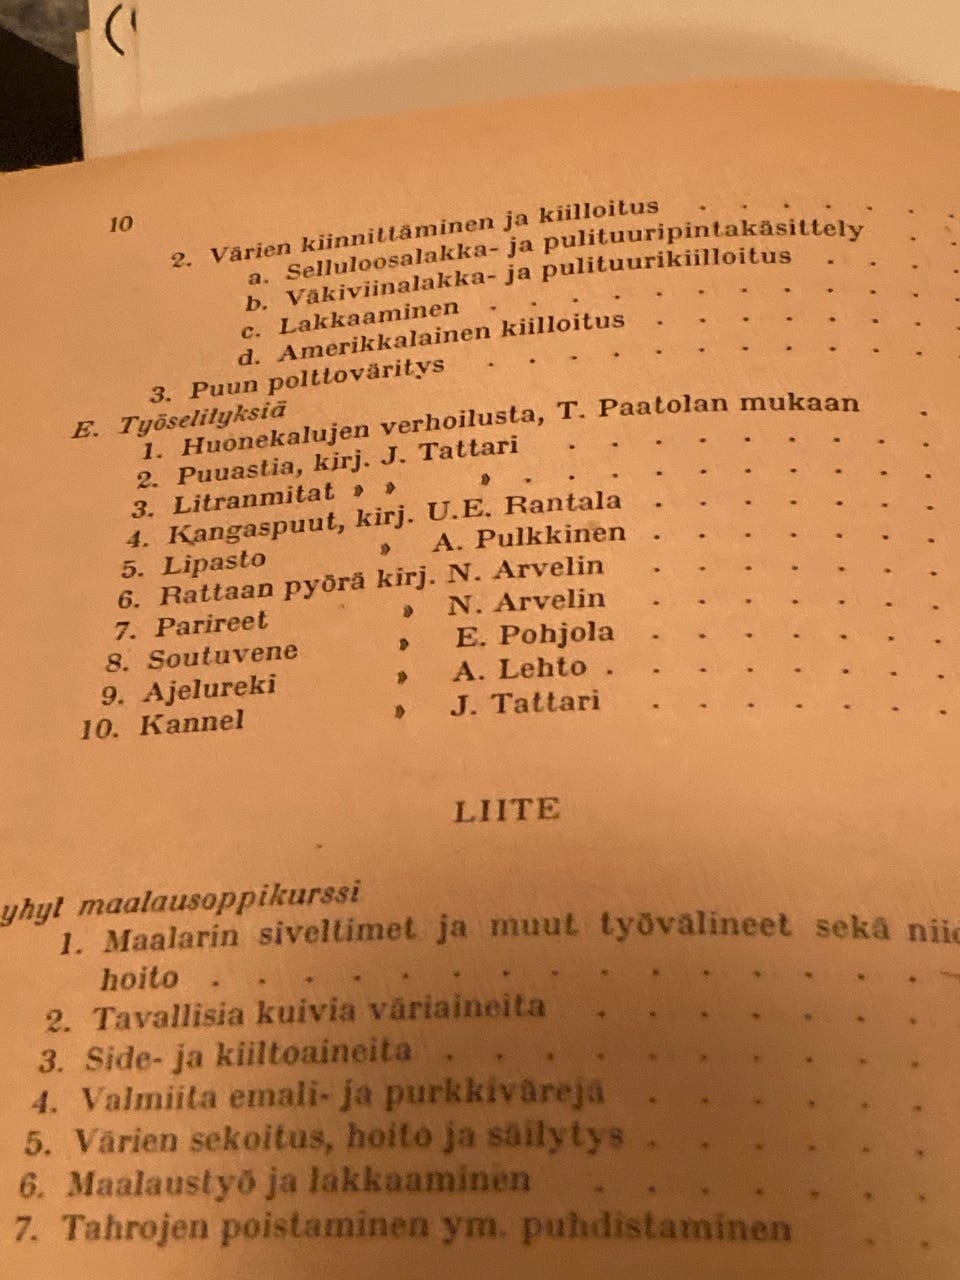 10
2. Värien kiinnittäminen ja kiilloitus . . . . . .
a. Selluloosalakka- ja pulituuripintakäsittely . .
b. Väkiviinalakka- ja pulituurikiilloitus . . . .
c. Lakkaaminen . . . . . . . . . . .
d. Amerikkalainen kiilloitus . . . . . . .
3. Puun polttoväritys . . . . . . . . . . .
E. Työselityksiä
1. Huonekalujen verhoilusta, T. Paatolan mukaan .
2. Puuastia, kirj. J. Tattari . . . . . . . . .
3. Litranmitat » » » . . . . . . . . . .
4. Kangaspuut, kirj. U.E. Rantala . . . . . . .
5. Lipasto » A. Pulkkinen . . . . . . .
6. Rattaan pyörä kirj. N. Arvelin . . . . . . .
7. Parireet » N. Arvelin . . . . . . .
8. Soutuvene » E. Pohjola . . . . . . .
9. Ajelureki » A. Lehto . . . . . . . .
10. Kannel » J. Tattari . . . . . . .
LIITE
yhyt maalausoppikurssi
1. Maalarin siveltimet ja muut työvälineet sekä
hoito . . . . . . . . . . . . . . .
2. Tavallisia kuivia väriaineita . . . . . . .
3. Side- ja kiiltoaineita . . . . . . . . . .
4. Valmiita emali- ja purkkivärejä . . . . . .
5. Värien sekoitus, hoito ja säilytys . . . . . .
6. Maalaustyö ja lakkaaminen . . . . . . .
7. Tahrojen poistaminen ym. puhdistaminen . .